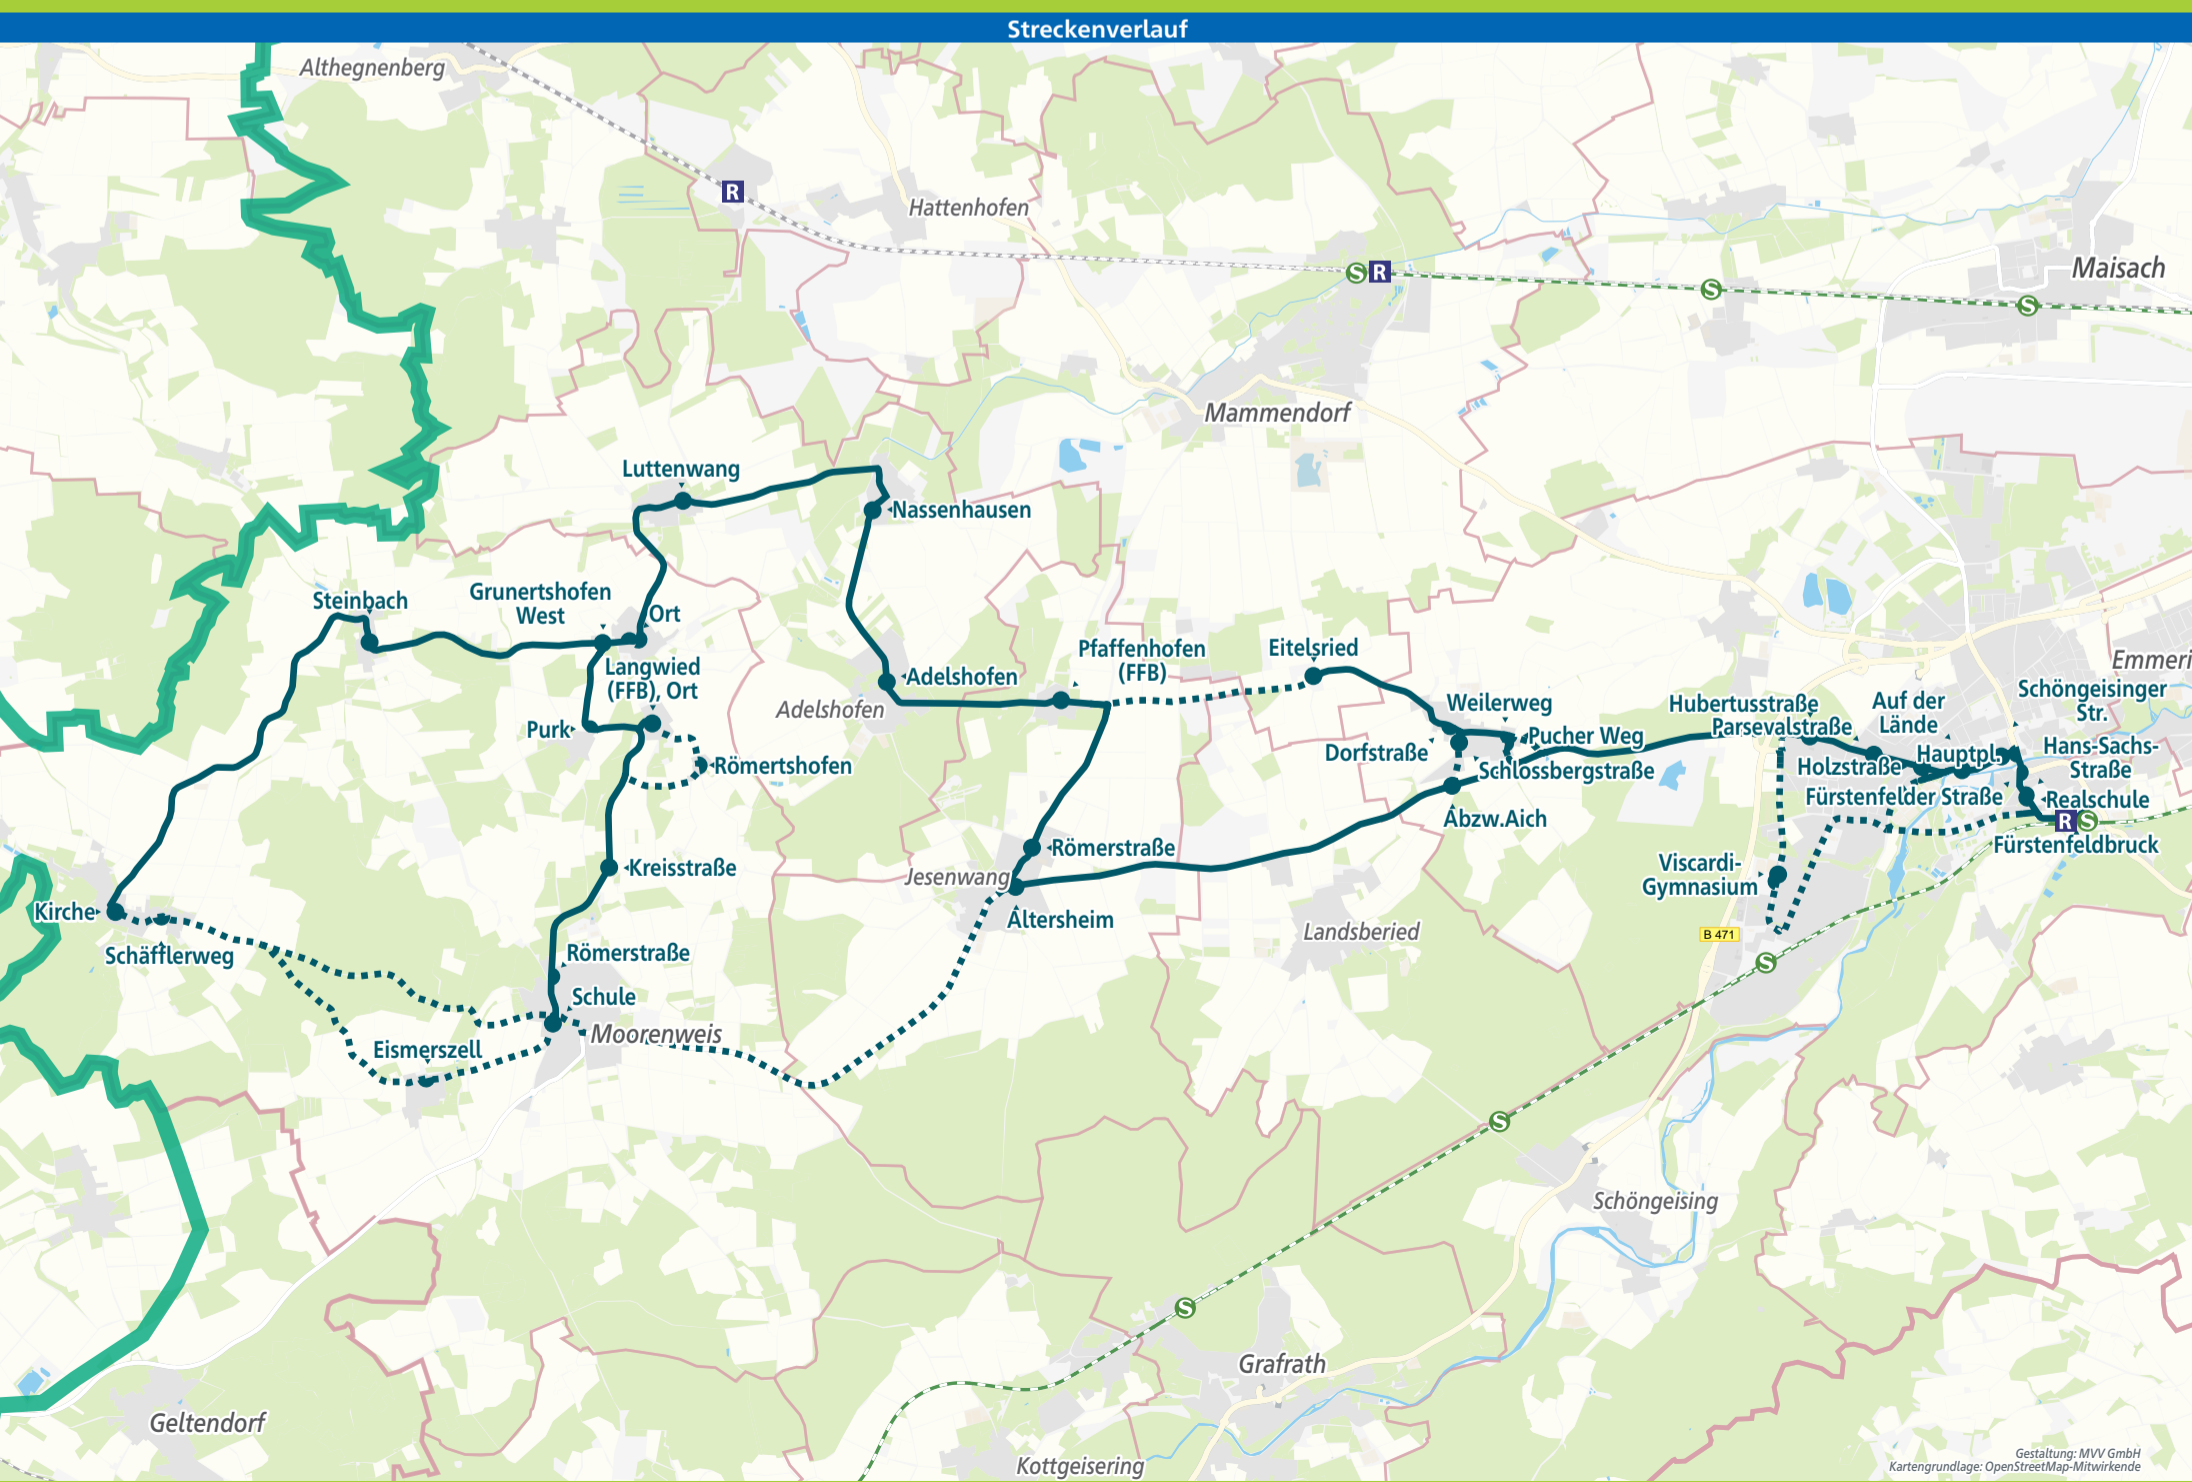 Streckenverlauf
Althegnenberg
R
Hattenhofen
S R
S
S
Maisach
Mammendorf
Luttenwang
Nassenhausen
Steinbach
Grunertshofen
West
Ort
Langwied
(FFB), Ort
Purk
Römertshofen
Adelshofen
Adelshofen
Pfaffenhofen
(FFB)
Eitelsried
Weilerweg
Dorfstraße
Pucher Weg
Schlossbergstraße
Abzw.Aich
Hubertusstraße
Parsevalstraße
Auf der
Lände
Schöngeisinger
Str.
Emmeri
Hauptpl.
Holzstraße
Hans-Sachs-
Straße
Fürstenfelder Straße
Realschule
R S
Fürstenfeldbruck
Viscardi-
Gymnasium
B 471
S
Kreisstraße
Römerstraße
Jesenwang
Altersheim
Landsberied
Kirche
Schäfflerweg
Römerstraße
Schule
Moorenweis
Eismerszell
S
Schöngeising
S
Grafrath
Geltendorf
Kottgeisering
Gestaltung: MVV GmbH
Kartengrundlage: OpenStreetMap-Mitwirkende